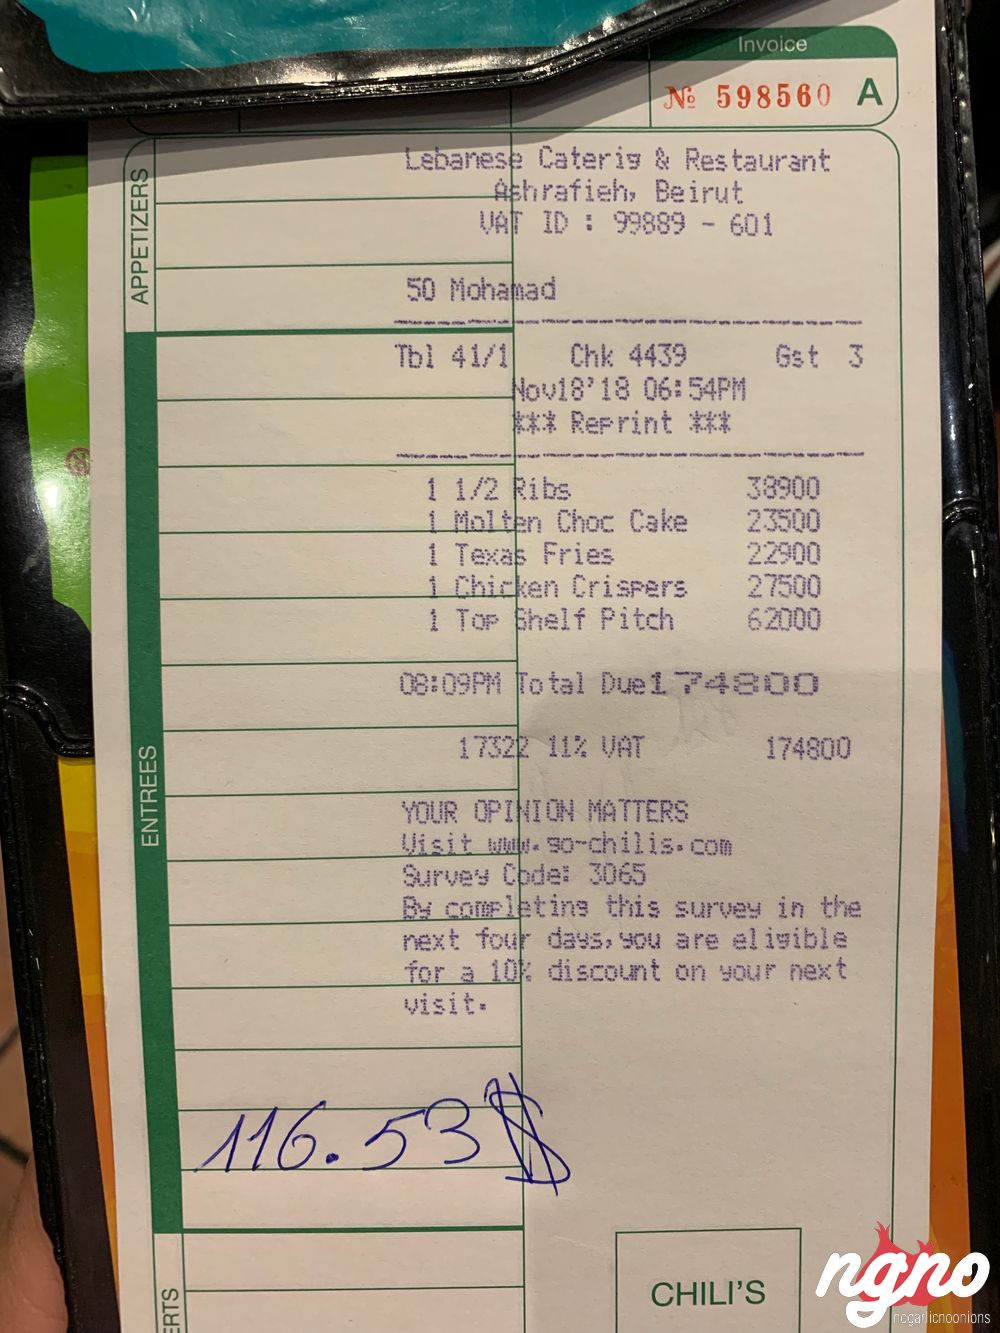 Invoice
№ 598560 A
APPETIZERS
Lebanese Caterig & Restaurant
Ashrafieh, Beirut
VAT ID : 99889 - 601
50 Mohamad
Tbl 41/1 Chk 4439 Gst 3
Nov18'18 06:54PM
*** Reprint ***
1 1/2 Ribs 38900
1 Molten Choc Cake 23500
1 Texas Fries 22900
1 Chicken Crispers 27500
1 Top Shelf Pitch 62000
08:09PM Total Due174800
17322 11% VAT 174800
ENTREES
YOUR OPINION MATTERS
Visit www.go-chilis.com
Survey Code: 3065
By completing this survey in the
next four days,you are eligible
for a 10% discount on your next
visit.
116.53$
CHILI'S
ERTS
ngno
nogarlicnoonions